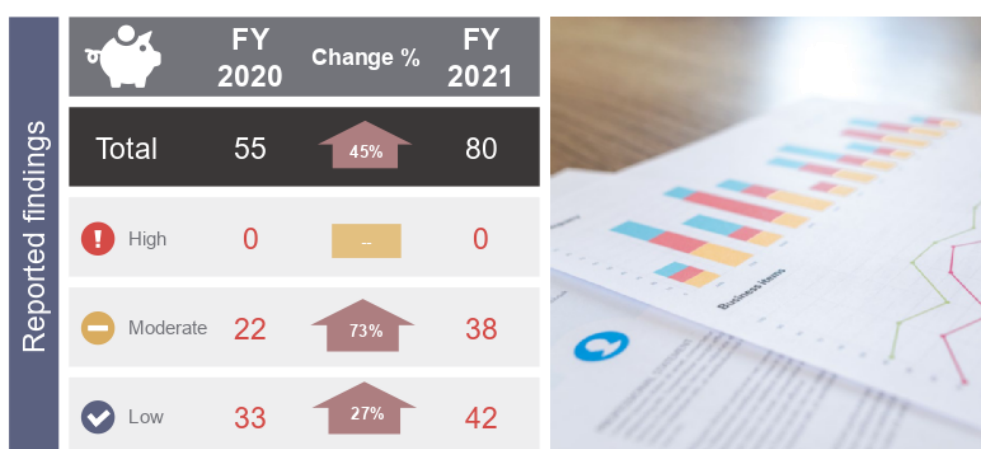 Reported findings
FY 2020 Change % FY 2021
Total 55 45% 80
High 0 -- 0
Moderate 22 73% 38
Low 33 27% 42
Business items